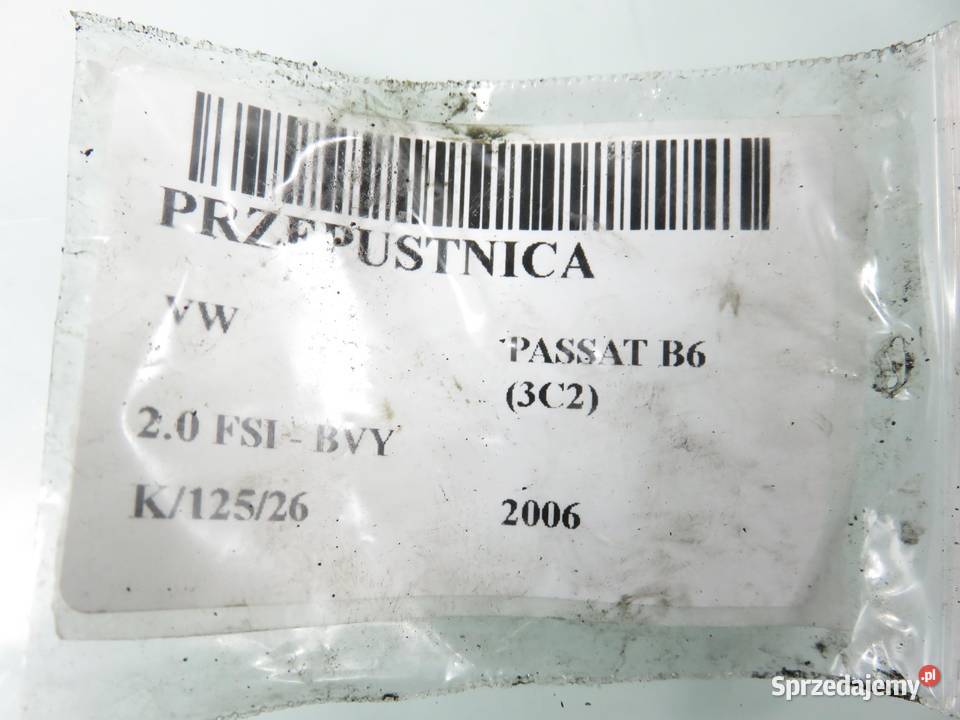 PRZEPUSTNICA
VW
PASSAT B6
(3C2)
2.0 FSI - BVY
K/125/26
2006
Sprzedajemy.pl